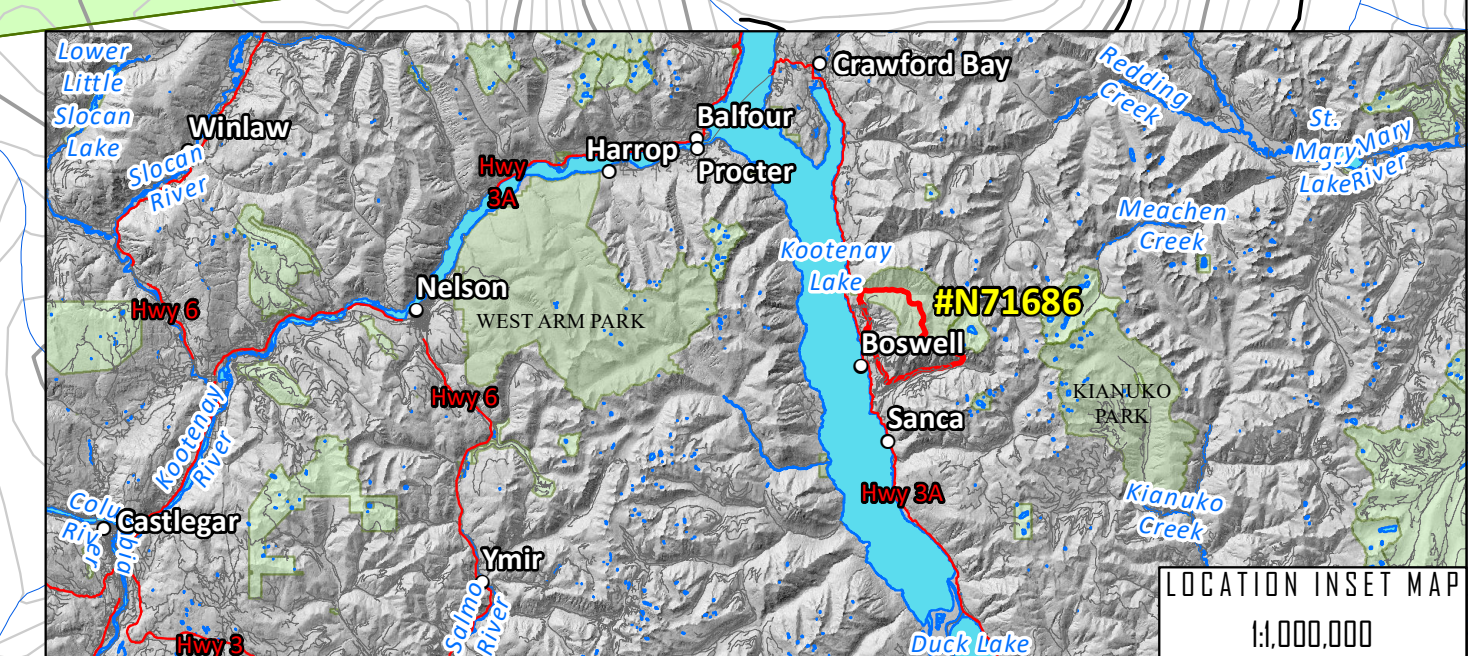 Lower
Little
Slocan
Lake
Winlaw
Slocan
River
Crawford Bay
Balfour
Harrop
Procter
Hwy
3A
Redding
Creek
St.
Mary
Lake
Mary
River
Meachen
Creek
Kootenay
Lake
Nelson
WEST ARM PARK
Hwy 6
#N71686
Boswell
KIANUKO
PARK
Hwy 6
Sanca
Kootenay
River
Hwy 3A
Kianuko
Creek
Colu
mbia
River
Castlegar
Ymir
Salmo
River
Hwy 3
Duck Lake
LOCATION INSET MAP
1:1,000,000